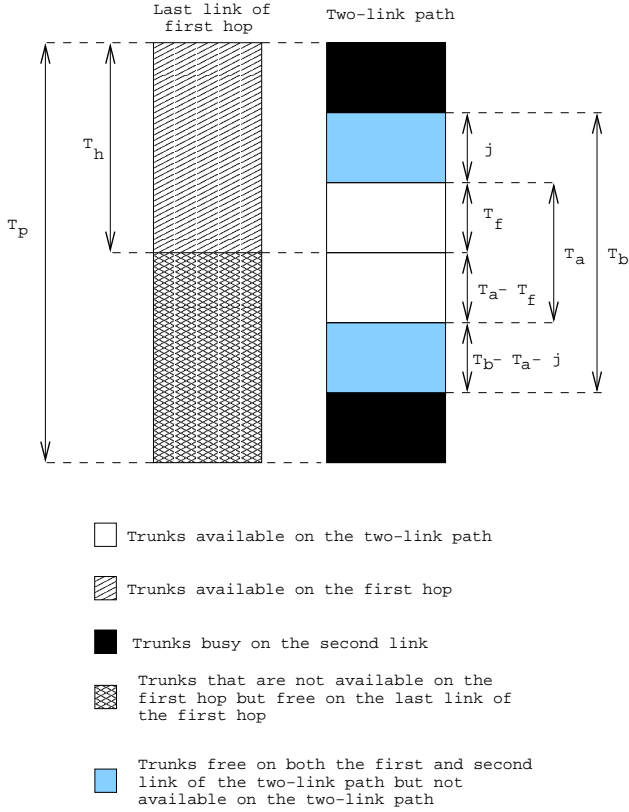 Last link of
first hop
Two-link path
T_h
T_p
j
T_f
T_a
T_b
T_a- T_f
T_b- T_a- j
Trunks available on the two-link path
Trunks available on the first hop
Trunks busy on the second link
Trunks that are not available on the
first hop but free on the last link of
the first hop
Trunks free on both the first and second
link of the two-link path but not
available on the two-link path